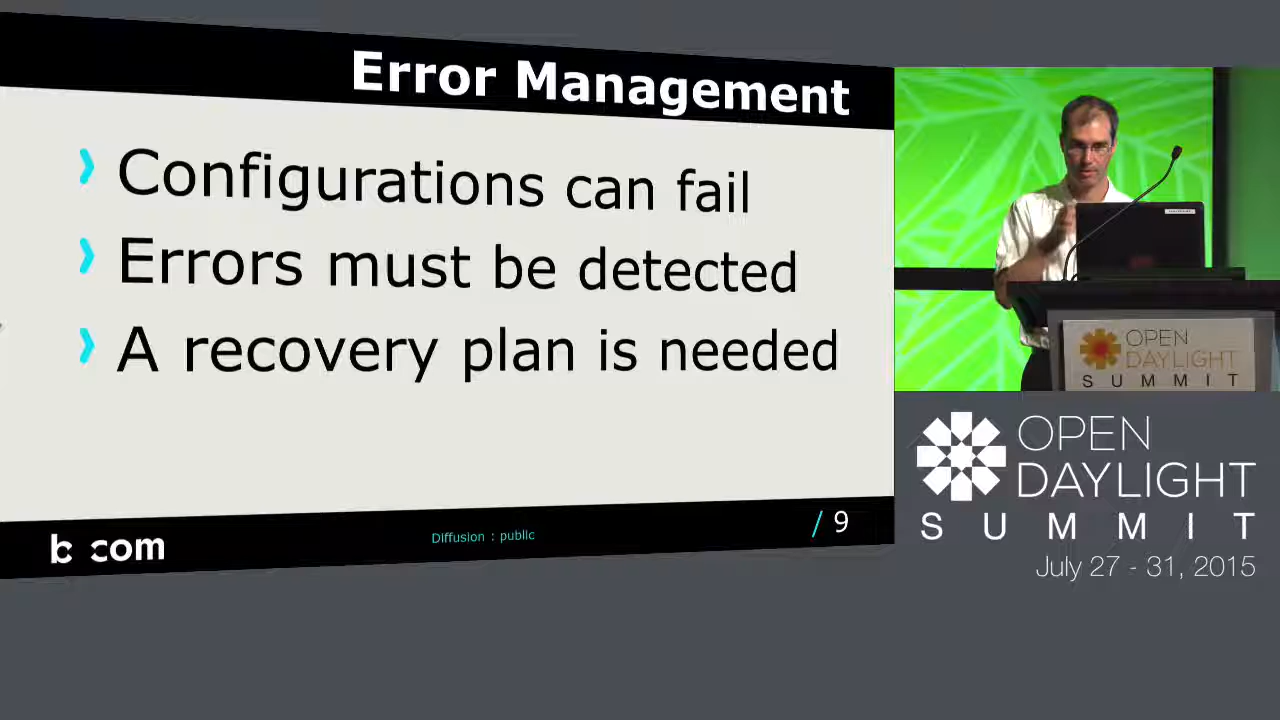 Error Management
Configurations can fail
Errors must be detected
A recovery plan is needed
b com
Diffusion : public
/ 9
OPEN
DAYLIGHT
SUMMIT
OPEN
DAYLIGHT
SUMMIT
July 27 - 31, 2015